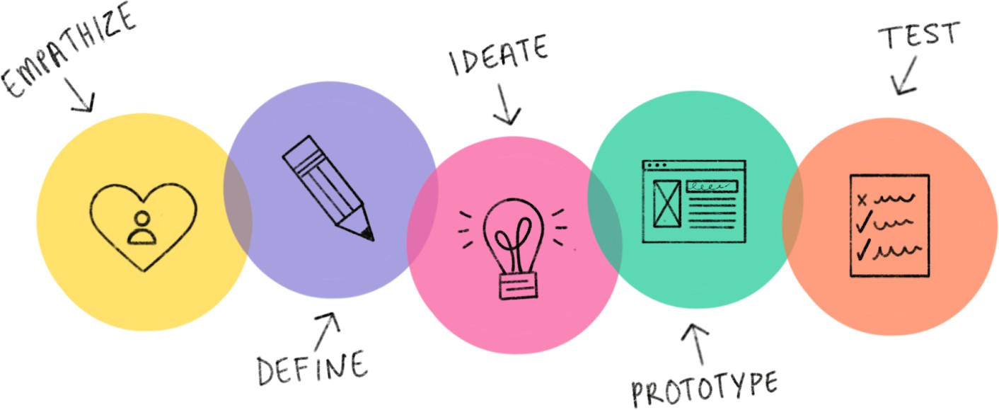 EMPATHIZE
DEFINE
IDEATE
PROTOTYPE
TEST